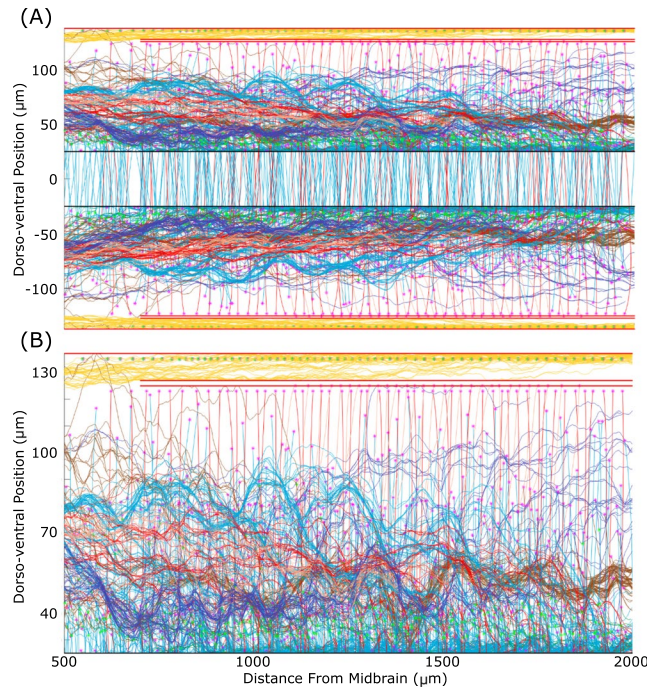 (A)
Dorso-ventral Position (µm)
100
50
0
-50
-100
(B)
Dorso-ventral Position (µm)
130
100
70
40
500
1000
1500
2000
Distance From Midbrain (µm)